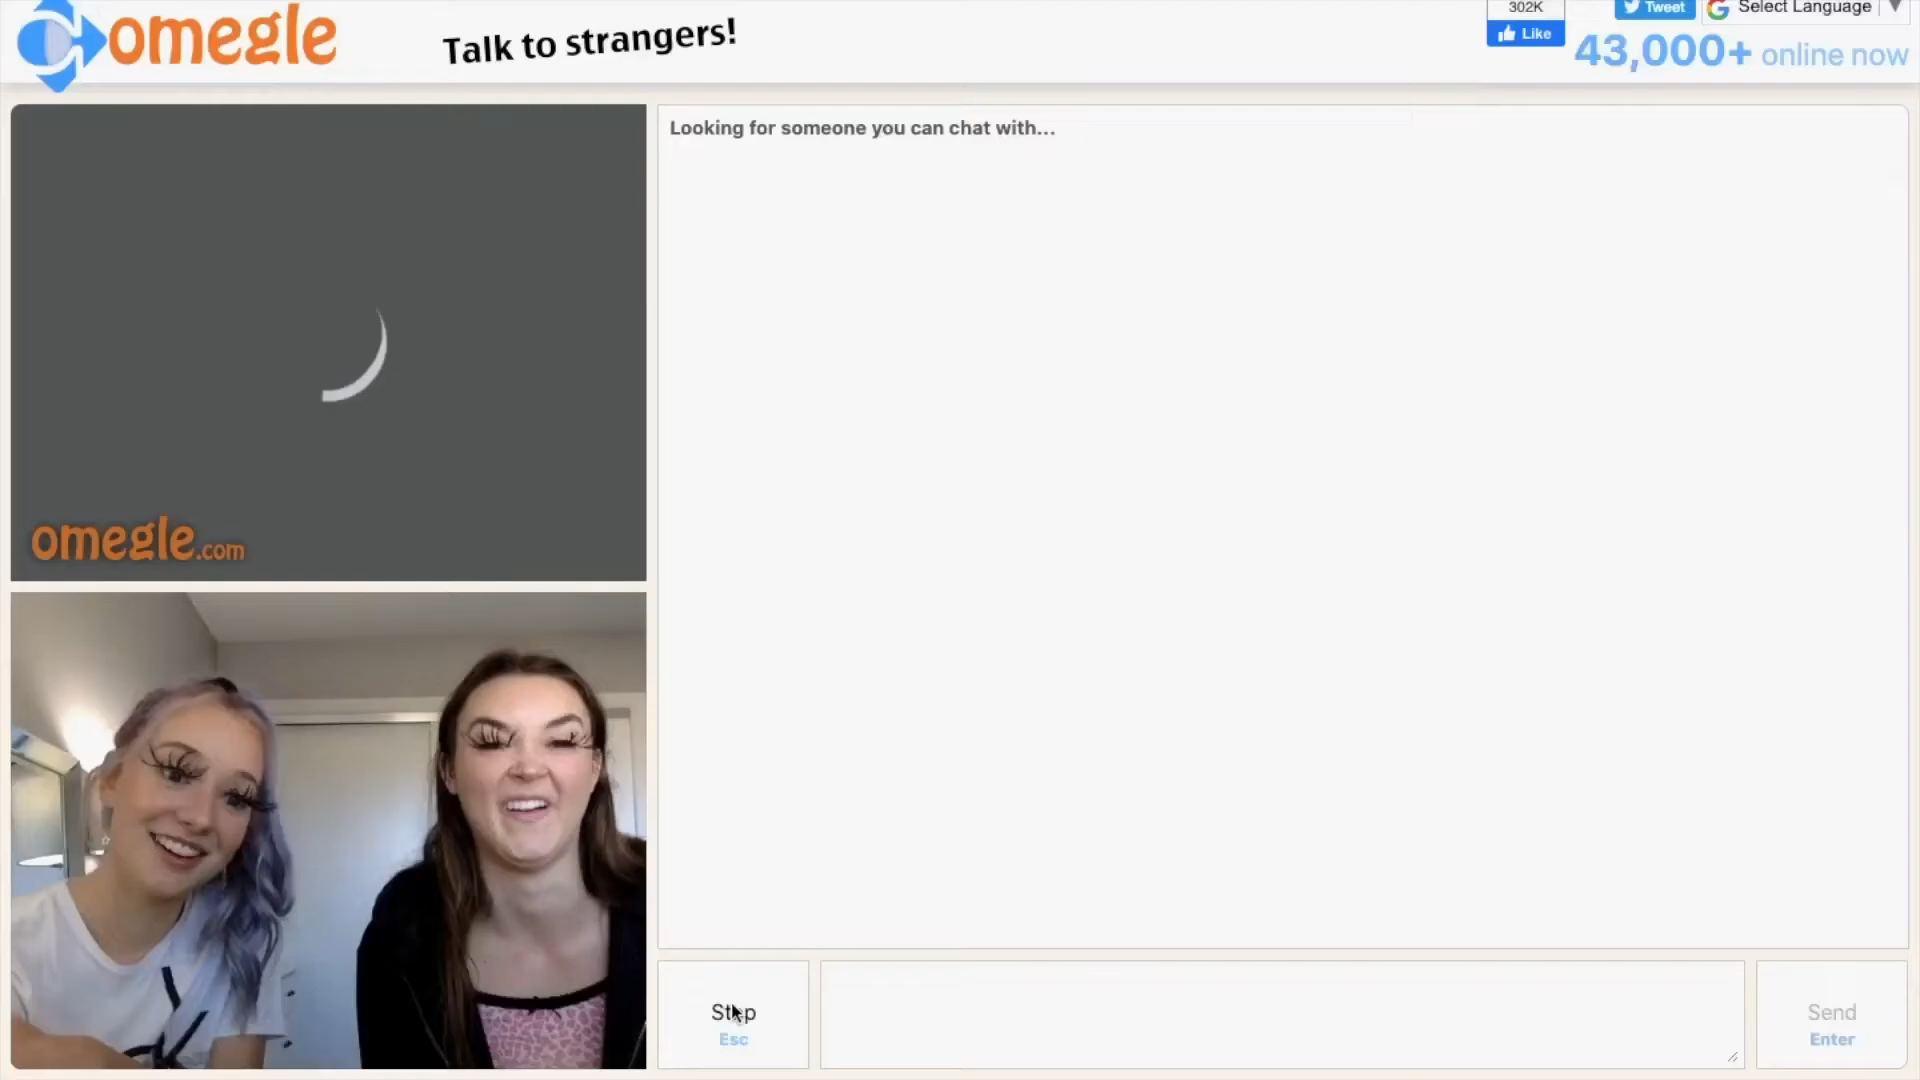 omegle
Talk to strangers!
302K
Like
Tweet
Select Language
43,000+ online now
Looking for someone you can chat with...
omegle.com
Stop
Esc
Send
Enter